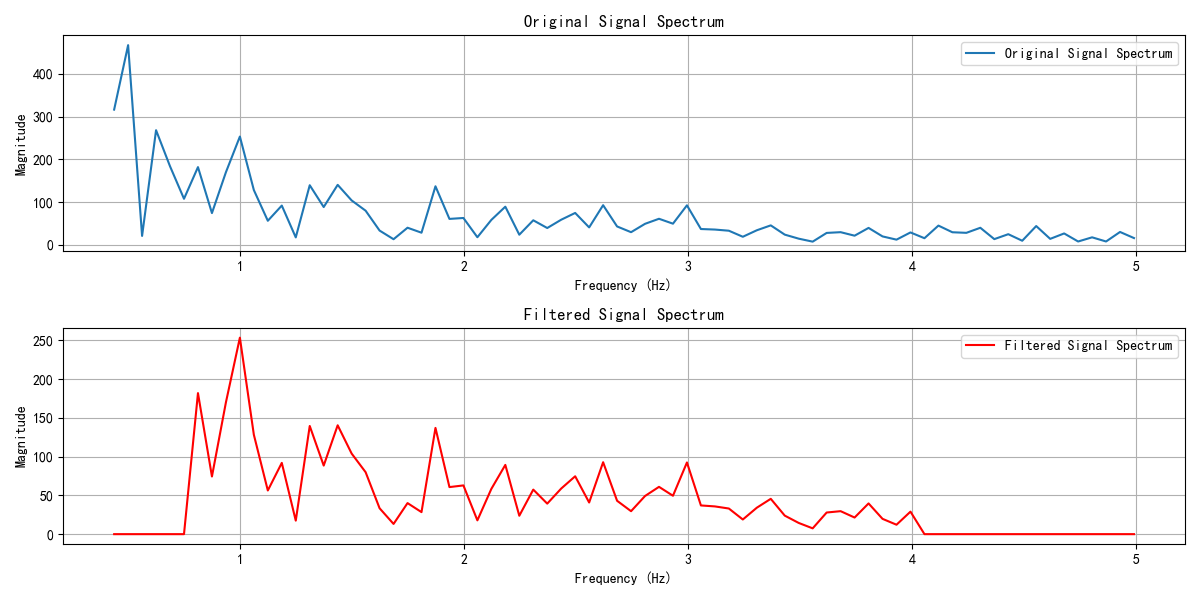 Original Signal Spectrum
Original Signal Spectrum
Magnitude
400
300
200
100
0
1 2 3 4 5
Frequency (Hz)
Filtered Signal Spectrum
Filtered Signal Spectrum
Magnitude
250
200
150
100
50
0
1 2 3 4 5
Frequency (Hz)